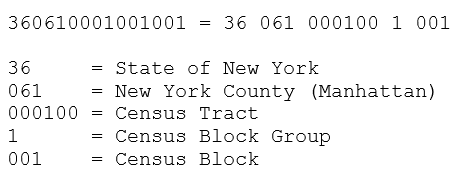 360610001001001 = 36 061 000100 1 001
36 = State of New York
061 = New York County (Manhattan)
000100 = Census Tract
1 = Census Block Group
001 = Census Block